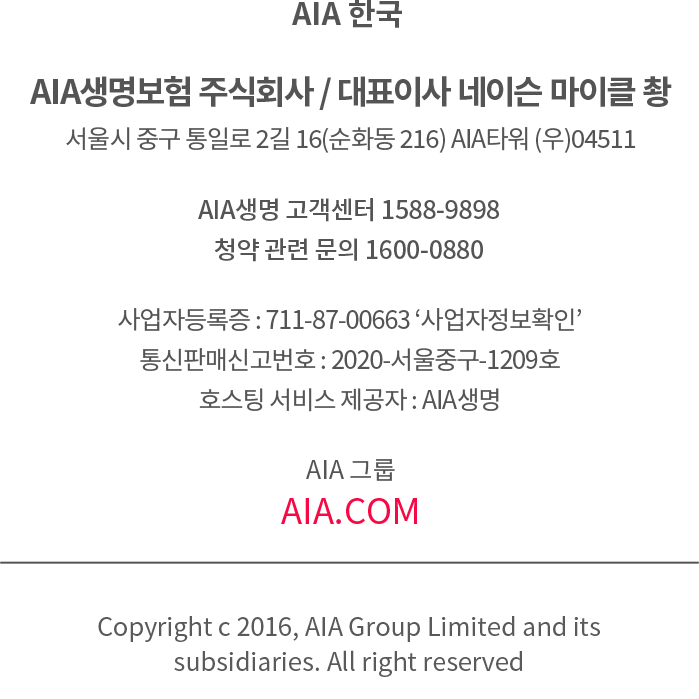 AIA 한국
AIA생명보험 주식회사 / 대표이사 네이슨 마이클 촹
서울시 중구 통일로 2길 16(순화동 216) AIA타워 (우)04511
AIA생명 고객센터 1588-9898
청약 관련 문의 1600-0880
사업자등록증 : 711-87-00663 ‘사업자정보확인’
통신판매신고번호 : 2020-서울중구-1209호
호스팅 서비스 제공자 : AIA생명
AIA 그룹
AIA.COM
Copyright c 2016, AIA Group Limited and its
subsidiaries. All right reserved